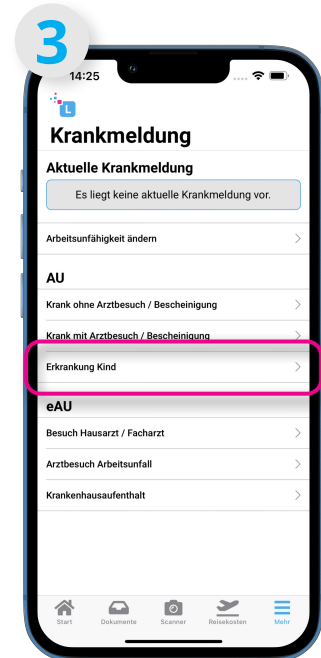 3
14:25
L
Krankmeldung
Aktuelle Krankmeldung
Es liegt keine aktuelle Krankmeldung vor.
Arbeitsunfähigkeit ändern
AU
Krank ohne Arztbesuch / Bescheinigung
Krank mit Arztbesuch / Bescheinigung
Erkrankung Kind
eAU
Besuch Hausarzt / Facharzt
Arztbesuch Arbeitsunfall
Krankenhausaufenthalt
Start Dokumente Scanner Reisekosten Mehr